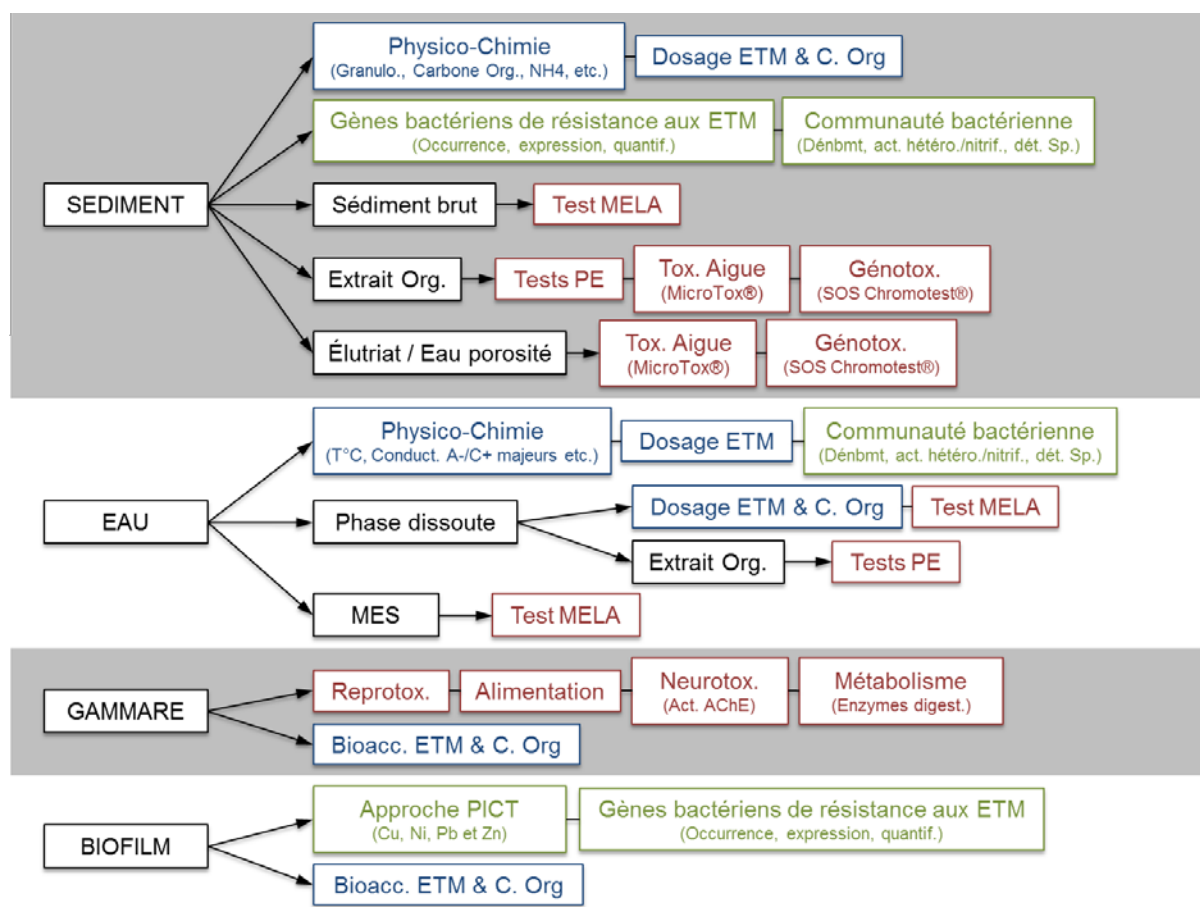 Physico-Chimie
(Granulo., Carbone Org., NH4, etc.)
Dosage ETM & C. Org
Gènes bactériens de résistance aux ETM
(Occurrence, expression, quantif.)
Communauté bactérienne
(Dénbmt, act. hétéro./nitrif., dét. Sp.)
SEDIMENT
Sédiment brut
Test MELA
Extrait Org.
Tests PE
Tox. Aigue
(MicroTox®)
Génotox.
(SOS Chromotest®)
Élutriat / Eau porosité
Tox. Aigue
(MicroTox®)
Génotox.
(SOS Chromotest®)
Physico-Chimie
(T°C, Conduct. A-/C+ majeurs etc.)
Dosage ETM
Communauté bactérienne
(Dénbmt, act. hétéro./nitrif., dét. Sp.)
EAU
Phase dissoute
Dosage ETM & C. Org
Test MELA
Extrait Org.
Tests PE
MES
Test MELA
GAMMARE
Reprotox.
Alimentation
Neurotox.
(Act. AChE)
Métabolisme
(Enzymes digest.)
Bioacc. ETM & C. Org
BIOFILM
Approche PICT
(Cu, Ni, Pb et Zn)
Gènes bactériens de résistance aux ETM
(Occurrence, expression, quantif.)
Bioacc. ETM & C. Org